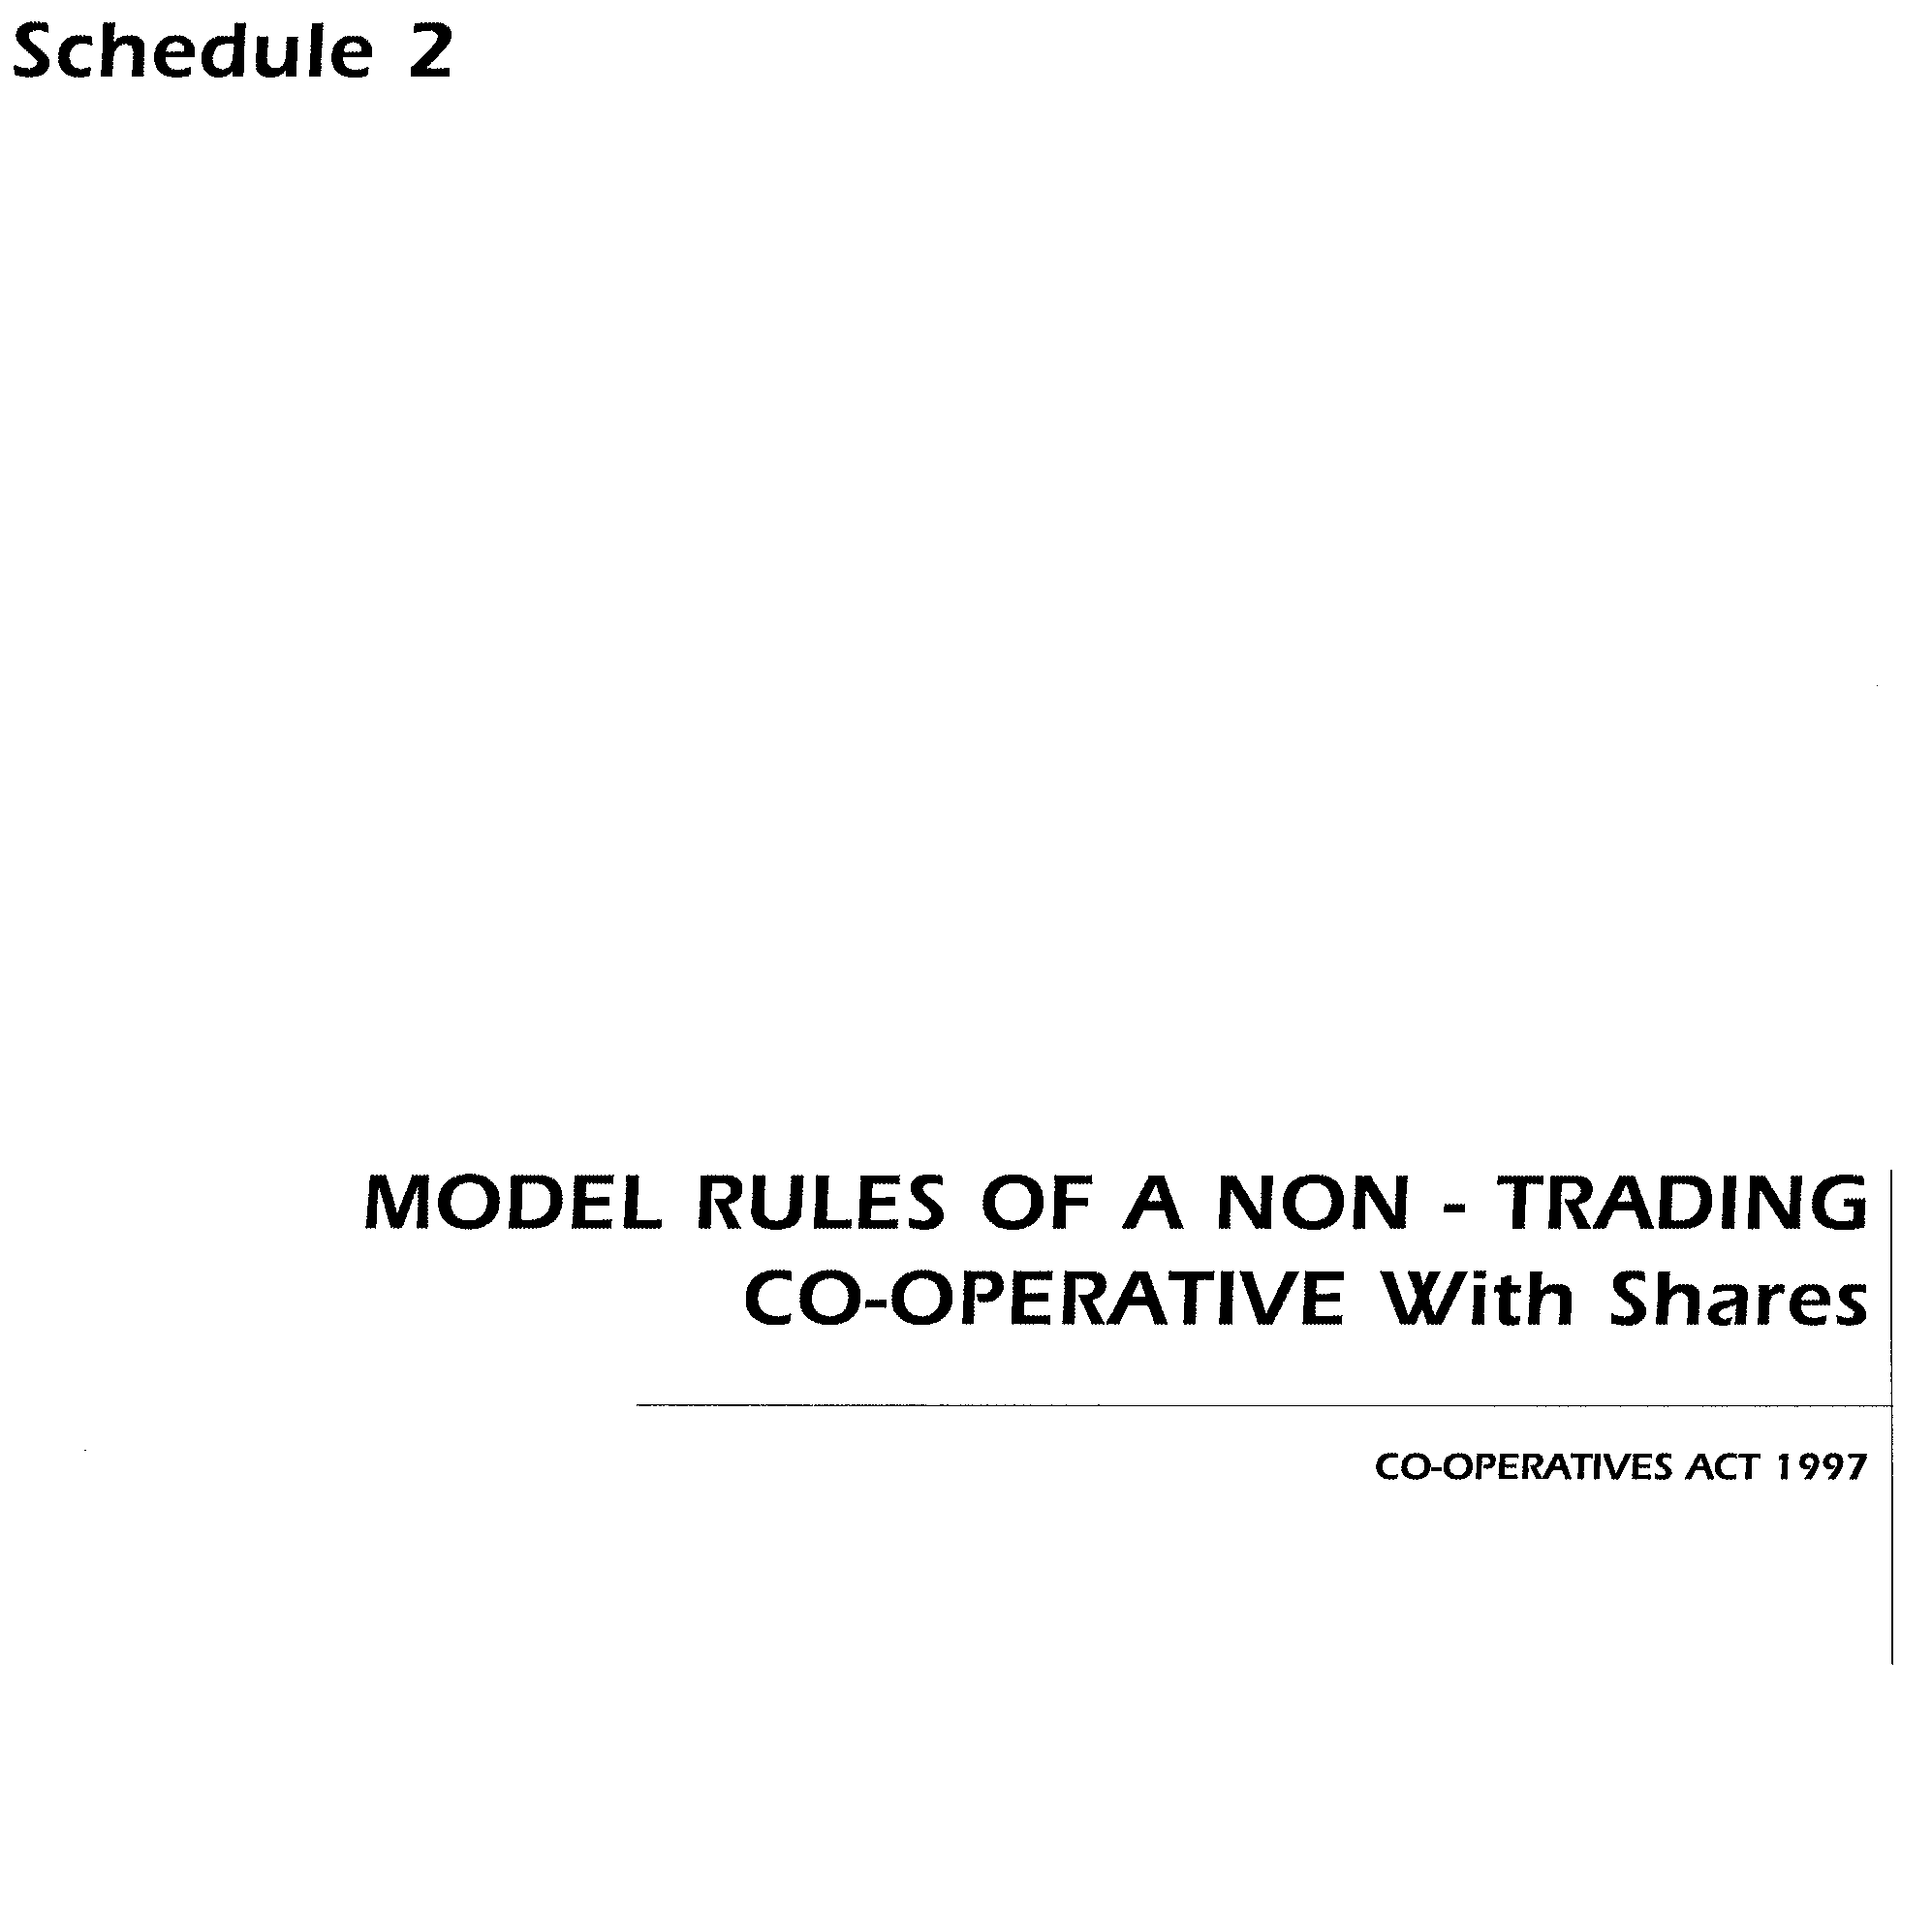 Schedule 2
MODEL RULES OF A NON - TRADING
CO-OPERATIVE With Shares
CO-OPERATIVES ACT 1997